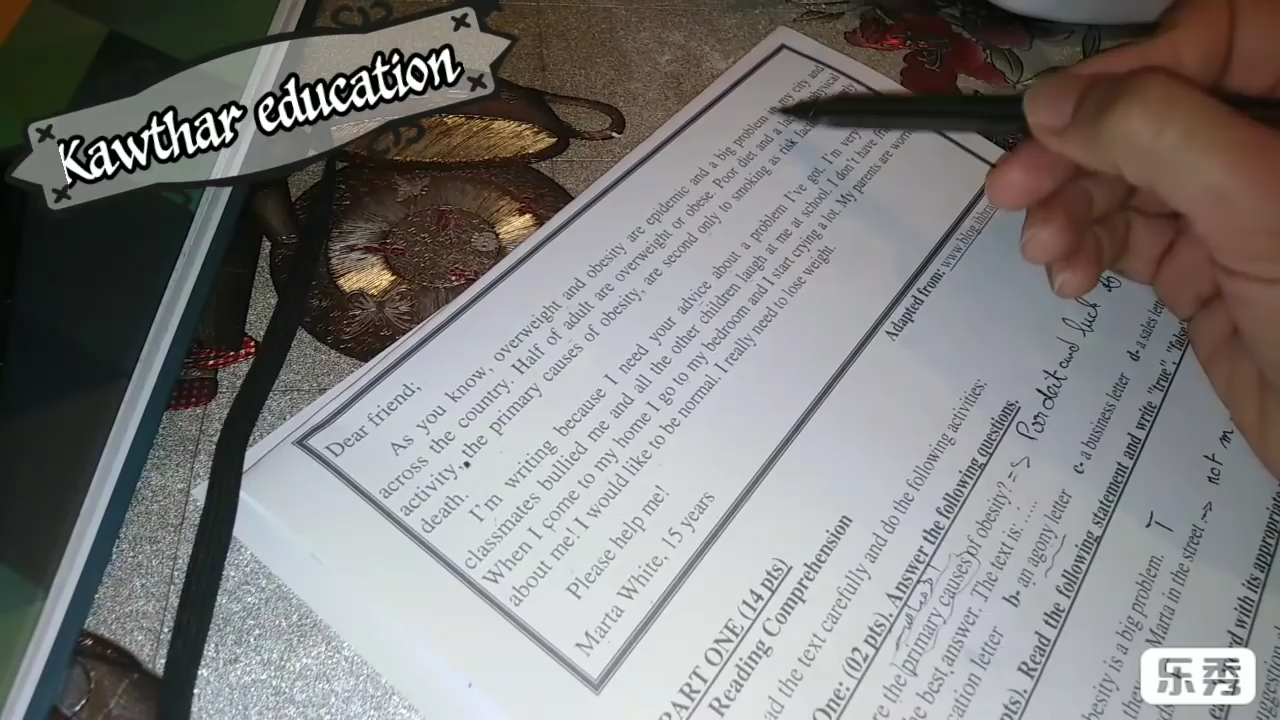 Kawthar education
Dear friend;
As you know, overweight and obesity are epidemic and a big problem in my city and
across the country. Half of adult are overweight or obese. Poor diet and a physical
activity, the primary causes of obesity, are second only to smoking as risk
death.
I'm writing because I need your advice about a problem I've got. I'm very
classmates bullied me and all the other children laugh at me at school. I don't have
When I come to my home I go to my bedroom and I start crying a lot. My parents are
about me! I would like to be normal. I really need to lose weight.
Please help me!
Marta White, 15 years
Adapted from: www.blog.
PART ONE (14 pts)
Reading Comprehension
the text carefully and do the following activities:
One: (02 pts). Answer the following questions.
the primary causes of obesity? => Poor diet and
best answer. The text is:
letter b- an agony letter c- a business letter d- a sales
Read the following statement and write "true", "false"
is a big problem. T
Marta in the street. → not
with its
乐秀